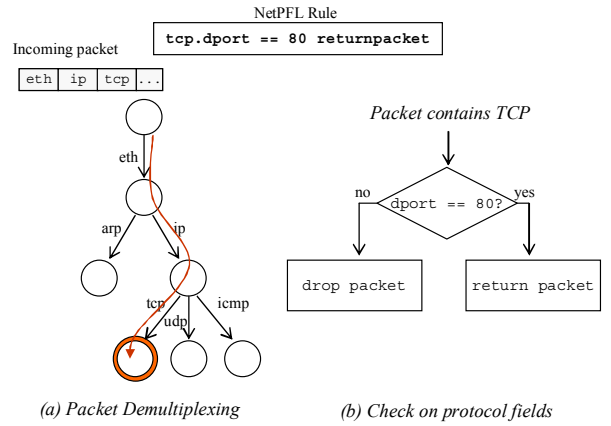 NetPFL Rule
tcp.dport == 80 returnpacket
Incoming packet
eth ip tcp ...
eth
arp ip
tcp udp icmp
(a) Packet Demultiplexing
Packet contains TCP
no yes
dport == 80?
drop packet return packet
(b) Check on protocol fields